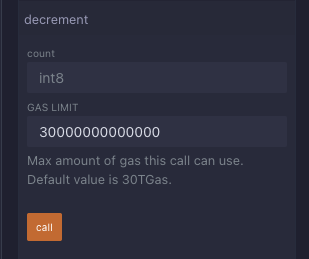 decrement
count
int8
GAS LIMIT
30000000000000
Max amount of gas this call can use.
Default value is 30TGas.
call